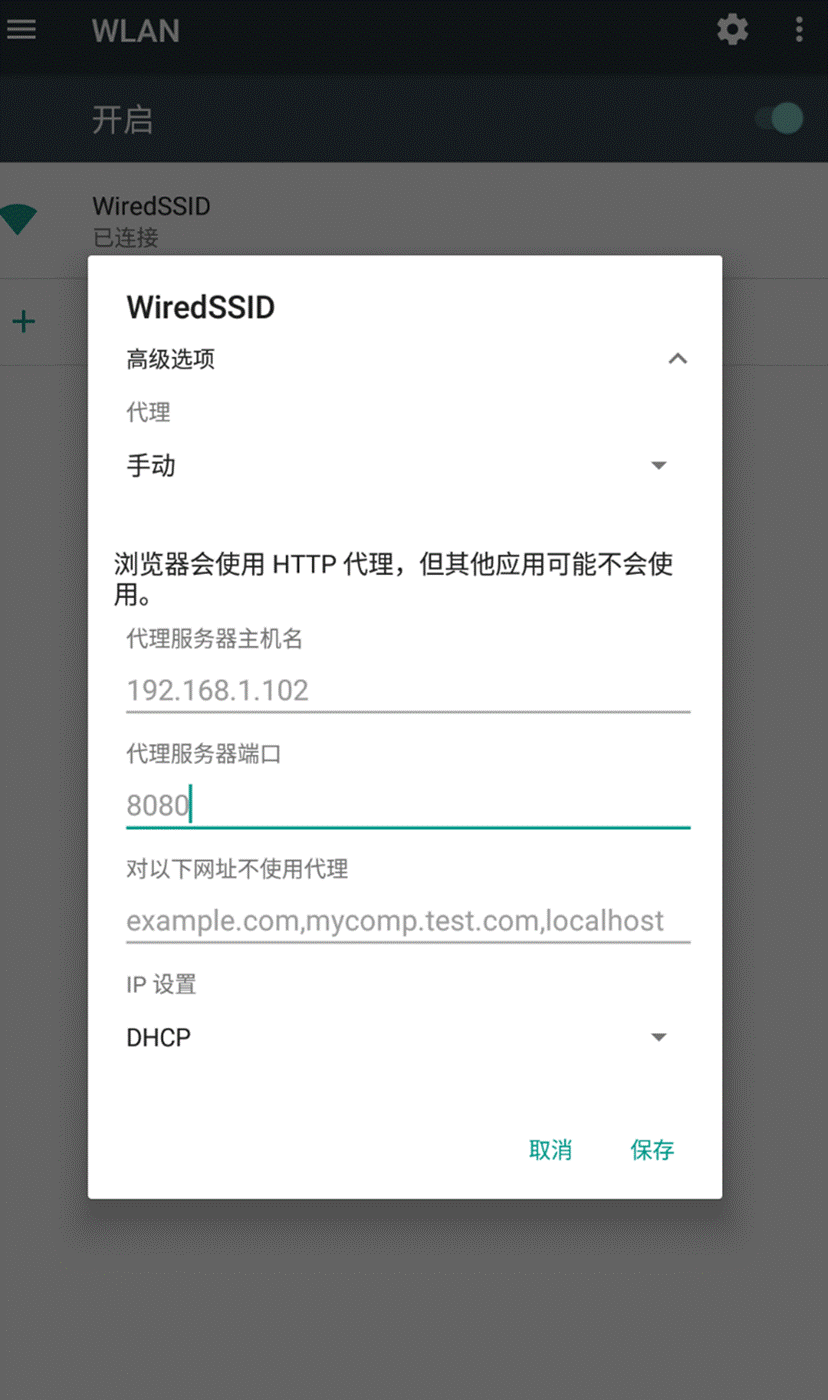 WLAN
开启
WiredSSID
已连接
WiredSSID
高级选项
代理
手动
浏览器会使用 HTTP 代理，但其他应用可能不会使
用。
代理服务器主机名
192.168.1.102
代理服务器端口
8080
对以下网址不使用代理
example.com,mycomp.test.com,localhost
IP 设置
DHCP
取消
保存